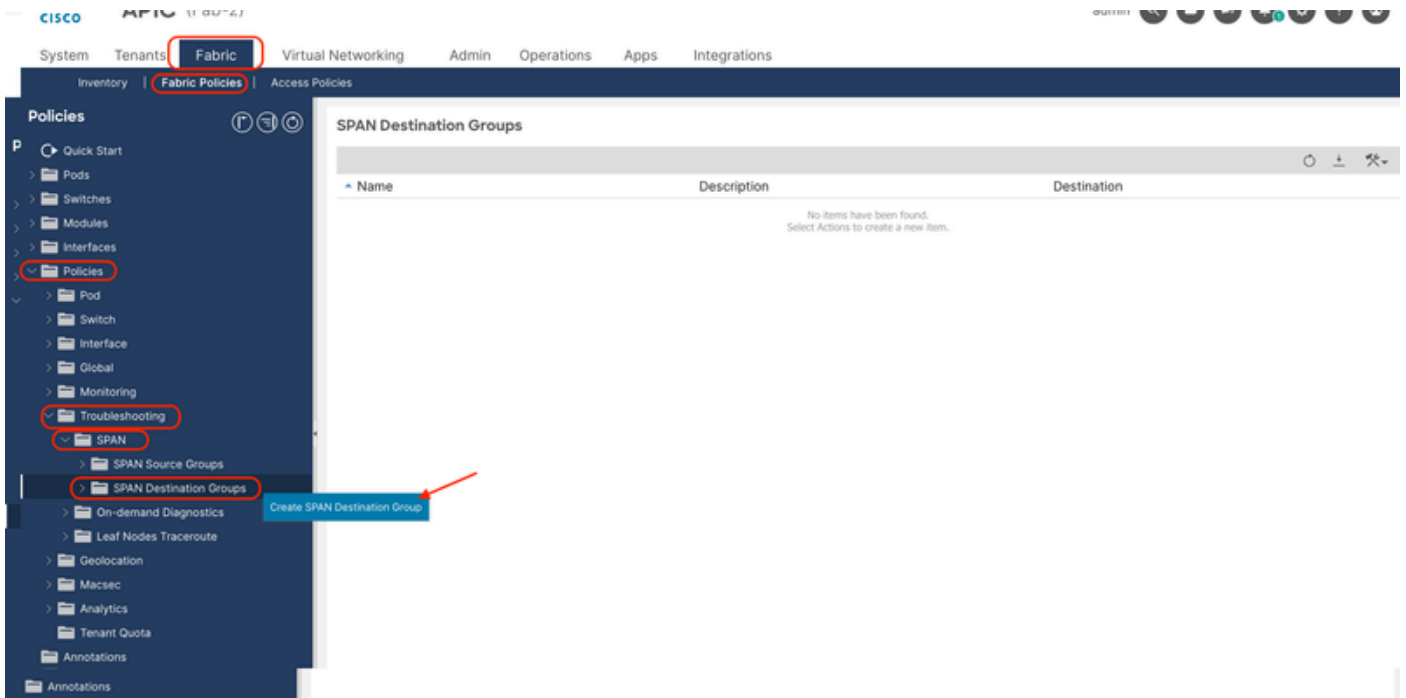 CISCO APIC (Fab-2) admin
System Tenants Fabric Virtual Networking Admin Operations Apps Integrations
Inventory | Fabric Policies | Access Policies
Policies
P
Quick Start
Pods
Switches
Modules
Interfaces
Policies
Pod
Switch
Interface
Global
Monitoring
Troubleshooting
SPAN
SPAN Source Groups
SPAN Destination Groups
Create SPAN Destination Group
On-demand Diagnostics
Leaf Nodes Traceroute
Geolocation
Macsec
Analytics
Tenant Quota
Annotations
Annotations
SPAN Destination Groups
Name Description Destination
No items have been found.
Select Actions to create a new item.